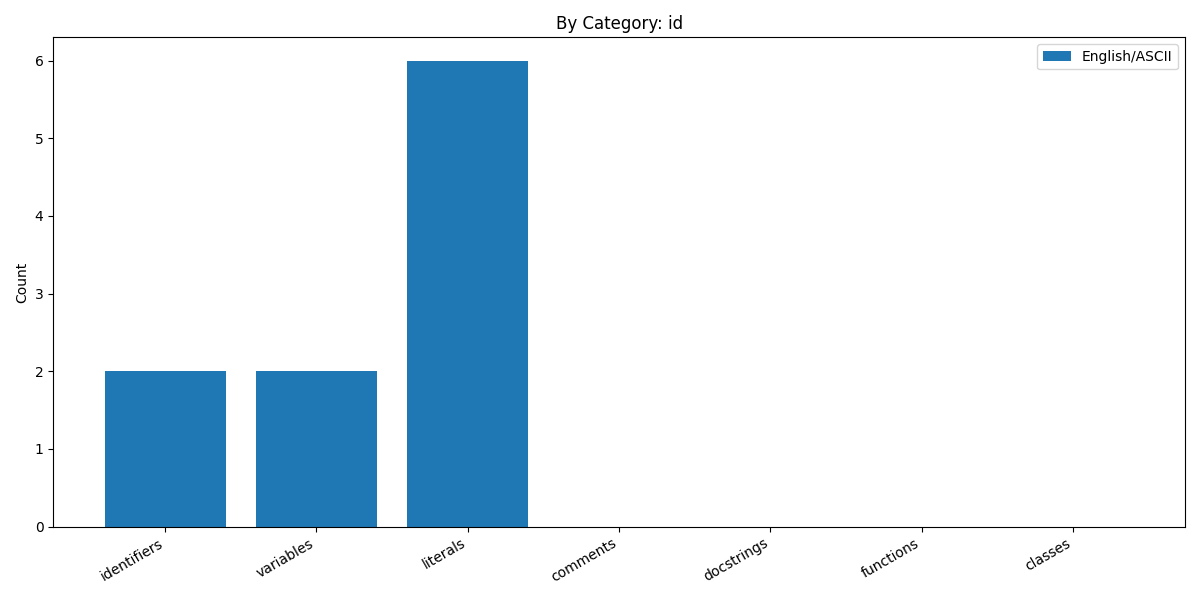 By Category: id
English/ASCII
Count
6
5
4
3
2
1
0
identifiers
variables
literals
comments
docstrings
functions
classes